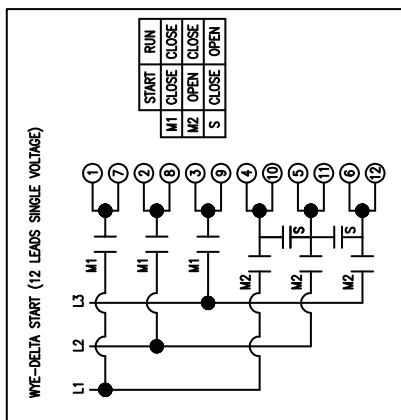 WYE-DELTA START (12 LEADS SINGLE VOLTAGE)
START RUN
M1 CLOSE CLOSE
M2 OPEN CLOSE
S CLOSE OPEN
1 7 2 8 3 9 4 10 5 11 6 12
M1 M1 M1 M2 S M2 S M2
L1 L2 L3